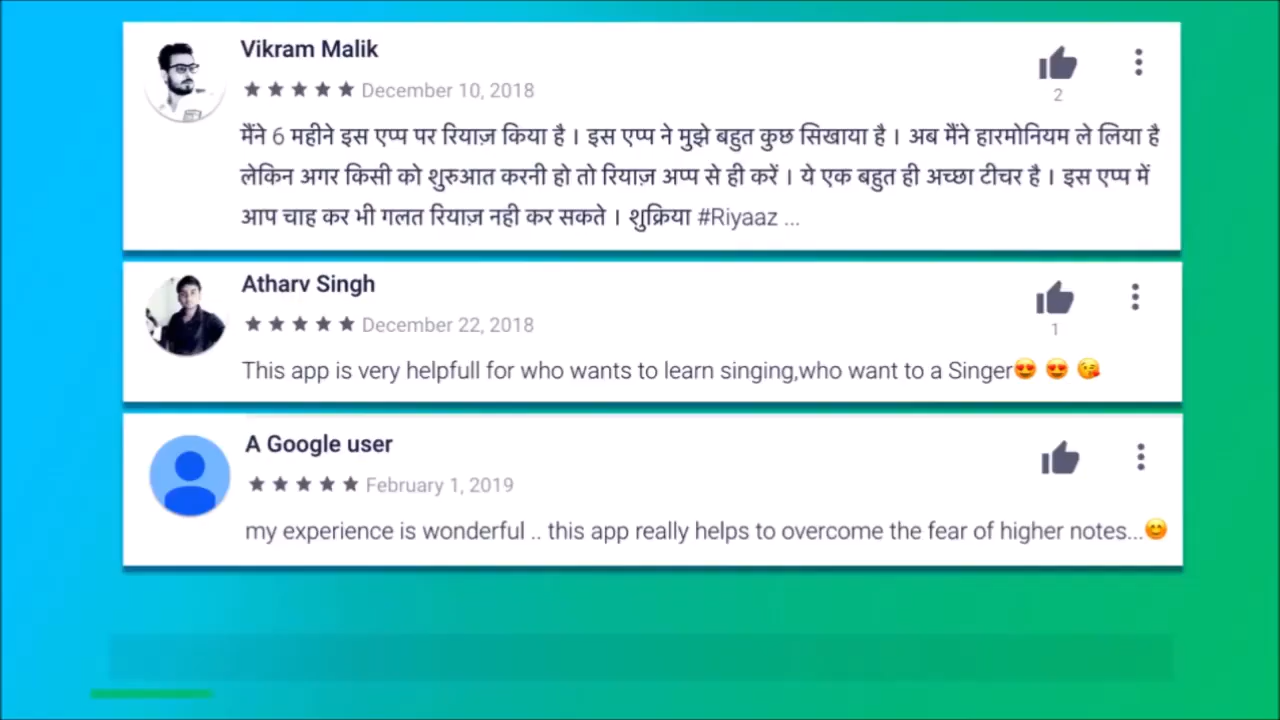 Vikram Malik
December 10, 2018
2
मैंने 6 महीने इस एप्प पर रियाज़ किया है । इस एप्प ने मुझे बहुत कुछ सिखाया है । अब मैंने हारमोनियम ले लिया है
लेकिन अगर किसी को शुरुआत करनी हो तो रियाज़ अप्प से ही करें । ये एक बहुत ही अच्छा टीचर है । इस एप्प में
आप चाह कर भी गलत रियाज़ नही कर सकते । शुक्रिया #Riyaaz ...
Atharv Singh
December 22, 2018
1
This app is very helpfull for who wants to learn singing,who want to a Singer😍 😍 😘
A Google user
February 1, 2019
my experience is wonderful .. this app really helps to overcome the fear of higher notes...😊